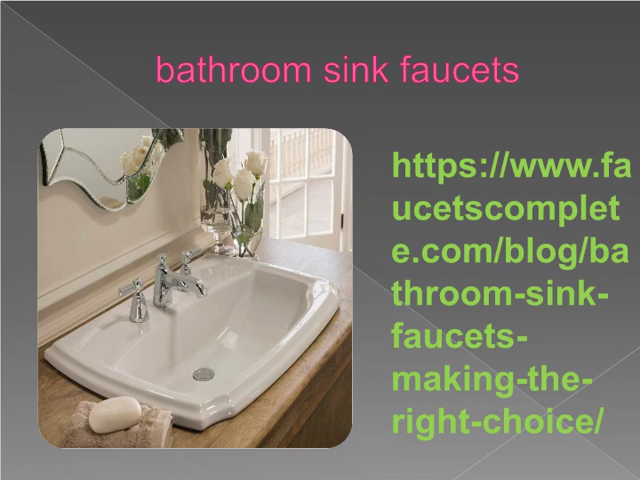 bathroom sink faucets
https://www.fa
ucetscomplet
e.com/blog/ba
throom-sink-
faucets-
making-the-
right-choice/